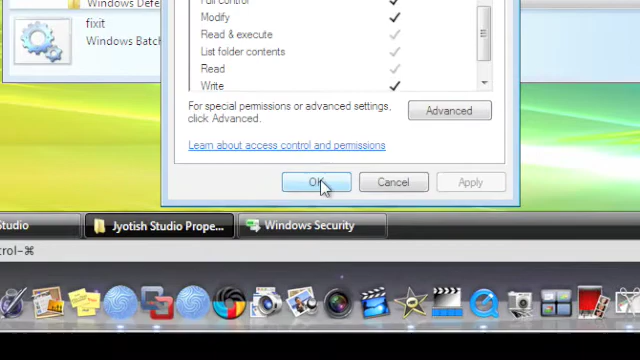 Windows Defe
fixit
Windows Batch
Full control
Modify
Read & execute
List folder contents
Read
Write
For special permissions or advanced settings,
click Advanced.
Advanced
Learn about access control and permissions
OK
Cancel
Apply
Studio
Jyotish Studio Prope...
Windows Security
trol-⌘